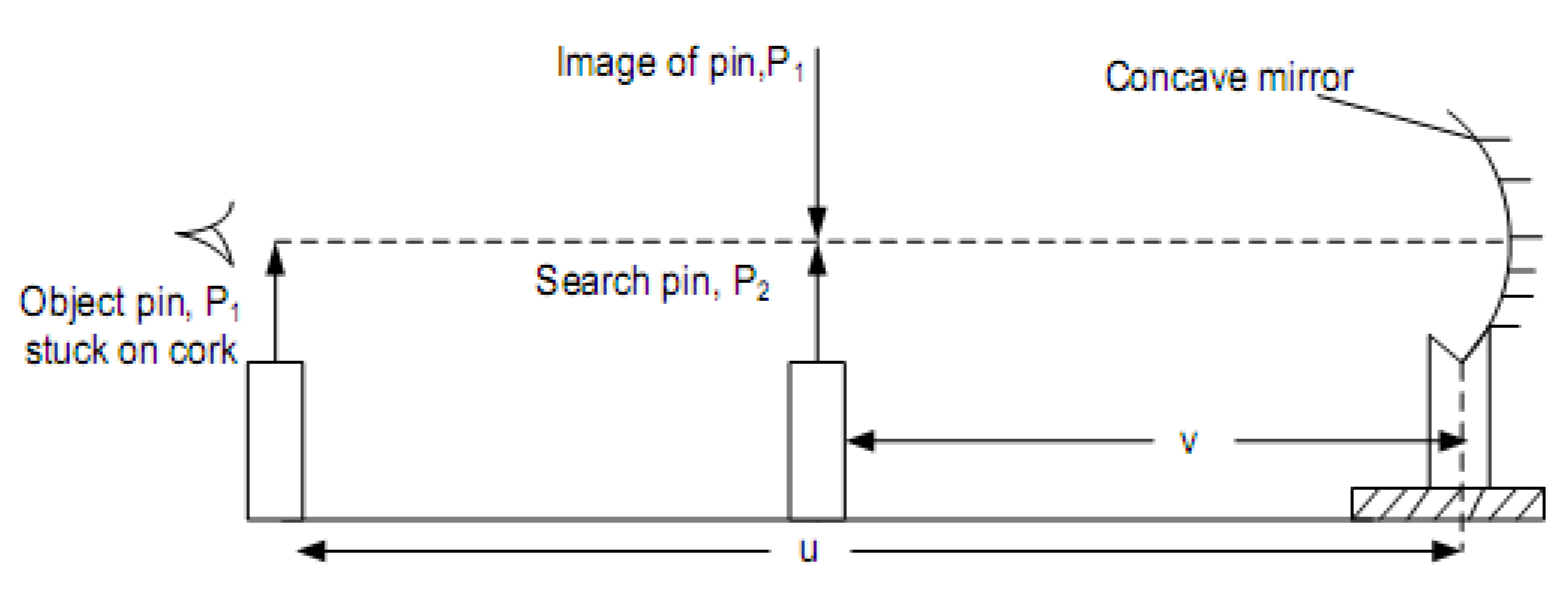 Image of pin,P₁
Concave mirror
Search pin, P₂
Object pin, P₁
stuck on cork
v
u